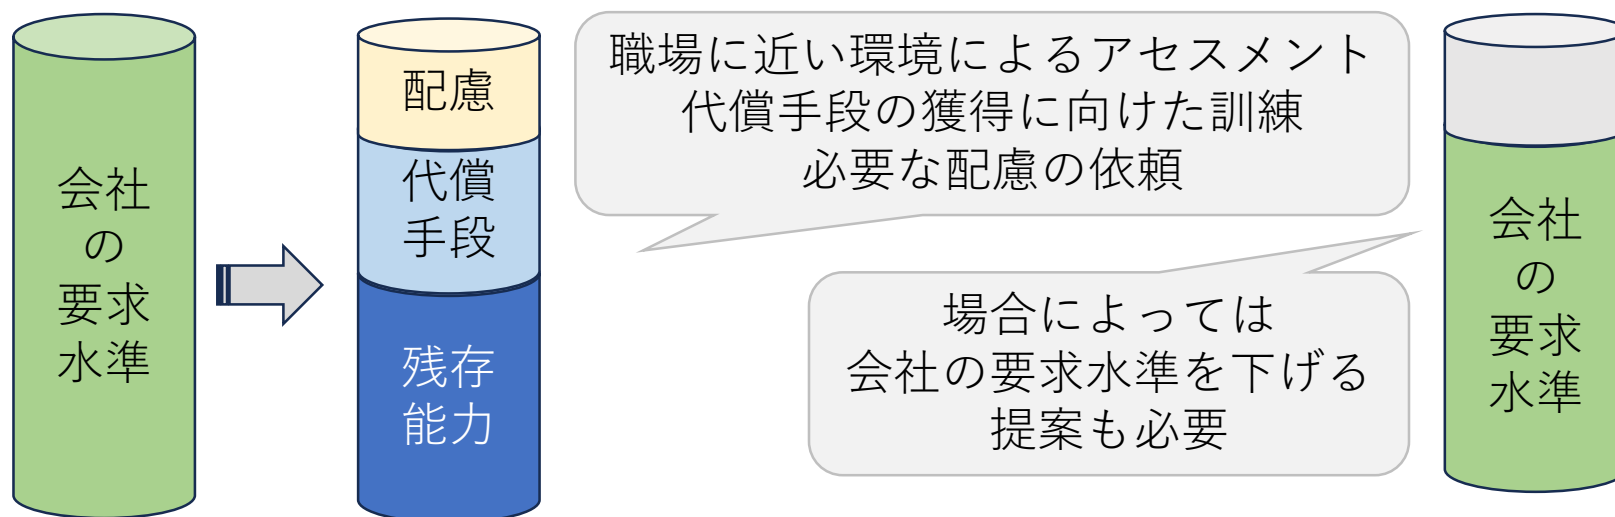 会社
の
要求
水準
配慮
代償
手段
残存
能力
職場に近い環境によるアセスメント
代償手段の獲得に向けた訓練
必要な配慮の依頼
場合によっては
会社の要求水準を下げる
提案も必要
会社
の
要求
水準